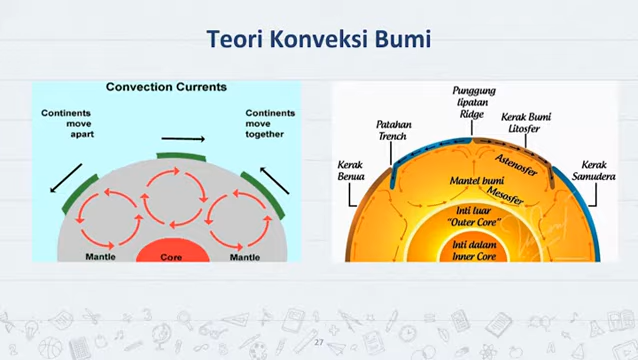 Teori Konveksi Bumi
Convection Currents
Continents
move
apart
Continents
move
together
Mantle
Core
Mantle
Punggung
lipatan
Ridge
Patahan
Trench
Kerak Bumi
Litosfer
Kerak
Benua
Astenosfer
Kerak
Samudera
Mantel bumi
Mesosfer
Inti luar
"Outer Core"
Inti dalam
Inner Core
27